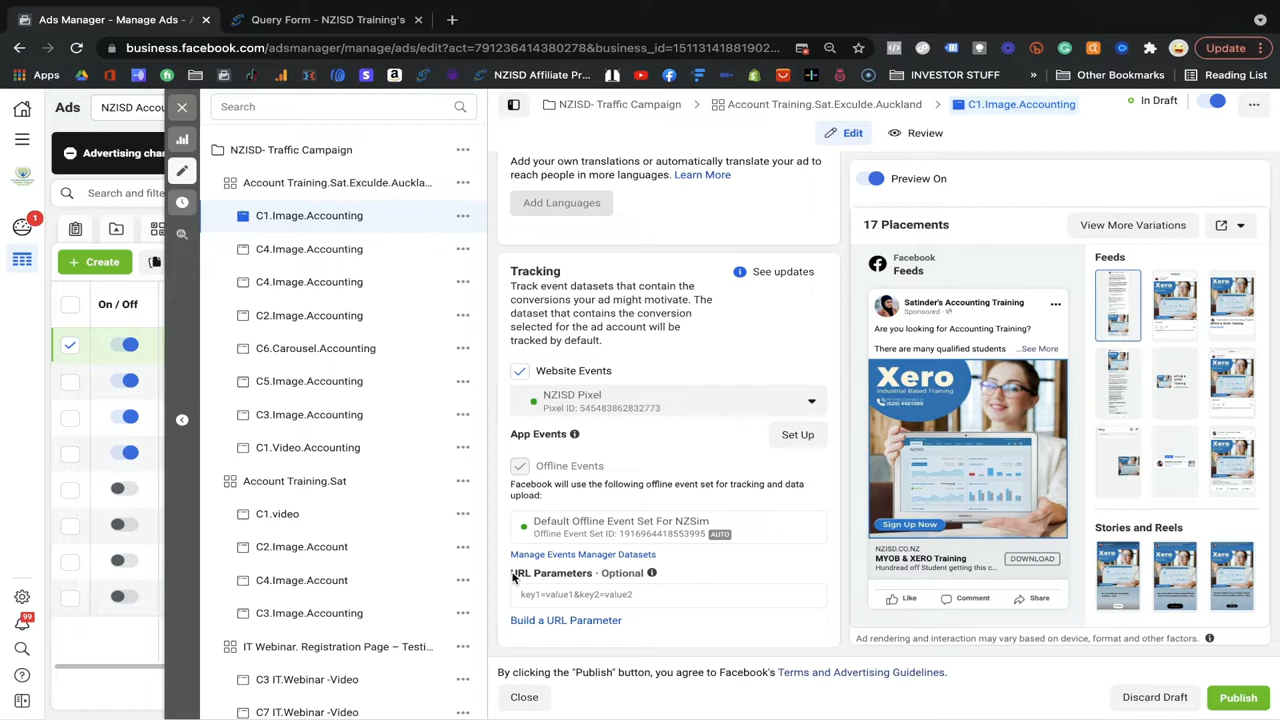 Ads - Manage ads - Ads Manag
Query Form - NZISD Training's
business.facebook.com/adsmanager/manage/ads/edit?act=791236414380278&business_id=15113141881902...
Update
Apps
NZISD Affiliate Pr...
INVESTOR STUFF
Other Bookmarks
Reading List
Ads
NZISD Accou
Advertising chan
Search and filte
1
Create
On / Off
99
Search
NZISD- Traffic Campaign
Account Training.Sat.Exculde.Auckla...
C1.Image.Accounting
C4.Image.Accounting
C4.Image.Accounting
C2.Image.Accounting
C6.Carousel.Accounting
C5.Image.Accounting
C3.Image.Accounting
C1.Video.Accounting
Account Training.Sat
C1.video
C2.Image.Account
C4.Image.Account
C3.Image.Accounting
IT Webinar. Registration Page – Testi...
C3 IT.Webinar -Video
C7 IT.Webinar -Video
NZISD- Traffic Campaign
Account Training.Sat.Exculde.Auckland
C1.Image.Accounting
In Draft
Edit
Review
Add your own translations or automatically translate your ad to
reach people in more languages. Learn More
Add Languages
Tracking
See updates
Track event datasets that contain the
conversions your ad might motivate. The
dataset that contains the conversion
selected for the ad account will be
tracked by default.
Website Events
NZISD Pixel
Pixel ID: 545483862832773
App Events
Set Up
Offline Events
Facebook will use the following offline event set for tracking and data
upload:
Default Offline Event Set For NZSim
Offline Event Set ID: 1916964418553995 AUTO
Manage Events Manager Datasets
URL Parameters · Optional
key1=value1&key2=value2
Build a URL Parameter
Preview On
17 Placements
View More Variations
Facebook
Feeds
Satinder's Accounting Training
Sponsored ·
Are you looking for Accounting Training?
There are many qualified students ...See More
Xero
Industrial Based Training
Sign Up Now
NZISD.CO.NZ
MYOB & XERO Training
Hundread off Student getting this c...
DOWNLOAD
Like
Comment
Share
Feeds
Stories and Reels
Ad rendering and interaction may vary based on device, format and other factors.
By clicking the "Publish" button, you agree to Facebook's Terms and Advertising Guidelines.
Close
Discard Draft
Publish